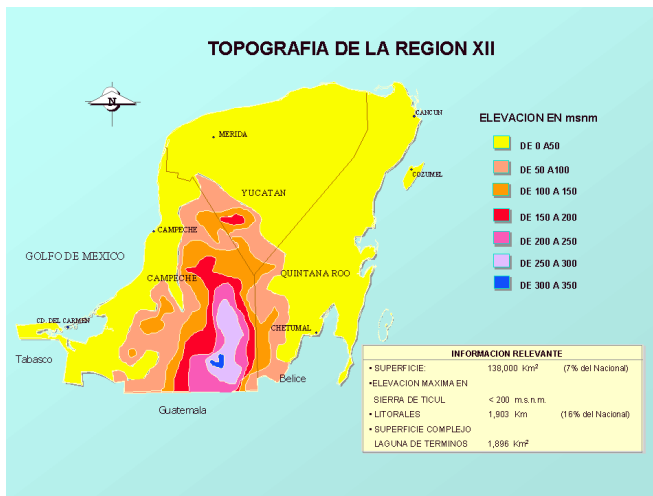 TOPOGRAFIA DE LA REGION XII
N
CANCUN
MERIDA
COZUMEL
YUCATAN
CAMPECHE
GOLFO DE MEXICO
CAMPECHE
QUINTANA ROO
CD. DEL CARMEN
CHETUMAL
Tabasco
Belice
Guatemala
ELEVACION EN msnm
DE 0 A50
DE 50 A100
DE 100 A 150
DE 150 A 200
DE 200 A 250
DE 250 A 300
DE 300 A 350
INFORMACION RELEVANTE
• SUPERFICIE: 138,000 Km² (7% del Nacional)
•ELEVACION MAXIMA EN
SIERRA DE TICUL < 200 m.s.n.m.
• LITORALES 1,903 Km (16% del Nacional)
• SUPERFICIE COMPLEJO
LAGUNA DE TERMINOS 1,896 Km²